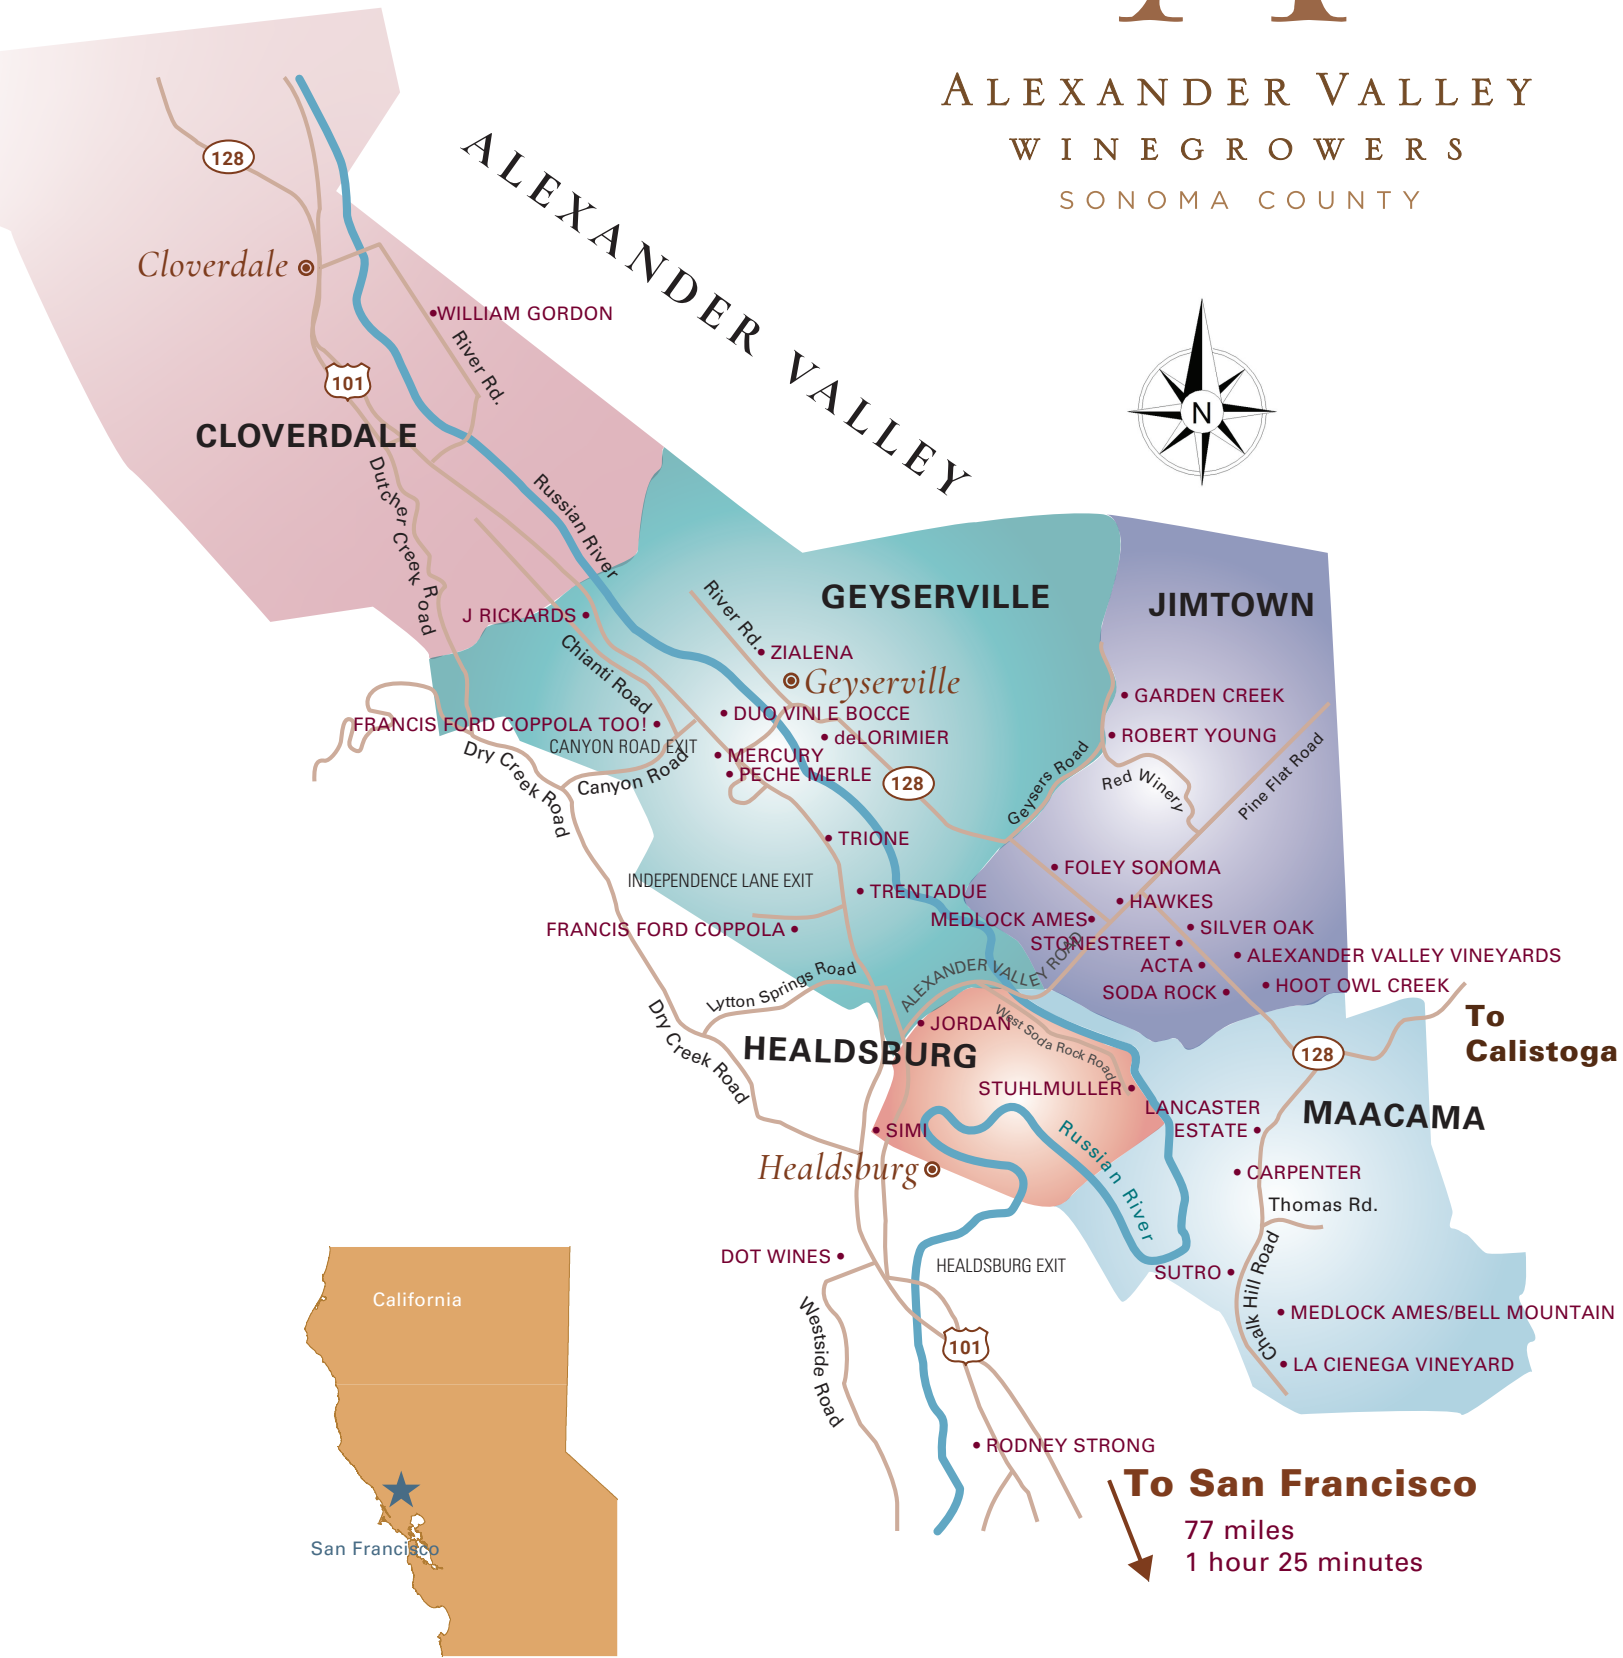 ALEXANDER VALLEY
WINEGROWERS
SONOMA COUNTY
ALEXANDER VALLEY
128
Cloverdale
WILLIAM GORDON
River Rd.
101
CLOVERDALE
N
Dutcher Creek Road
Russian River
GEYSERVILLE
JIMTOWN
J RICKARDS
River Rd.
Chianti Road
ZIALENA
Geyserville
GARDEN CREEK
FRANCIS FORD COPPOLA TOO!
DUO VINI
E BOCCE
deLORIMIER
ROBERT YOUNG
CANYON ROAD EXIT
MERCURY
PECHE MERLE
Dry Creek Road
Canyon Road
128
Geysers Road
Red Winery
Pine Flat Road
TRIONE
FOLEY SONOMA
INDEPENDENCE LANE EXIT
TRENTADUE
HAWKES
MEDLOCK AMES
SILVER OAK
FRANCIS FORD COPPOLA
STONESTREET
ALEXANDER VALLEY VINEYARDS
ACTA
ALEXANDER VALLEY ROAD
Lytton Springs Road
SODA ROCK
HOOT OWL CREEK
To
Calistoga
Dry Creek Road
JORDAN
West Soda Rock Road
HEALDSBURG
128
STUHLMULLER
LANCASTER
ESTATE
MAACAMA
SIMI
Russian River
Healdsburg
CARPENTER
Thomas Rd.
DOT WINES
HEALDSBURG EXIT
SUTRO
Chalk Hill Road
California
Westside Road
MEDLOCK AMES/BELL MOUNTAIN
101
LA CIENEGA VINEYARD
RODNEY STRONG
To San Francisco
77 miles
1 hour 25 minutes
San Francisco